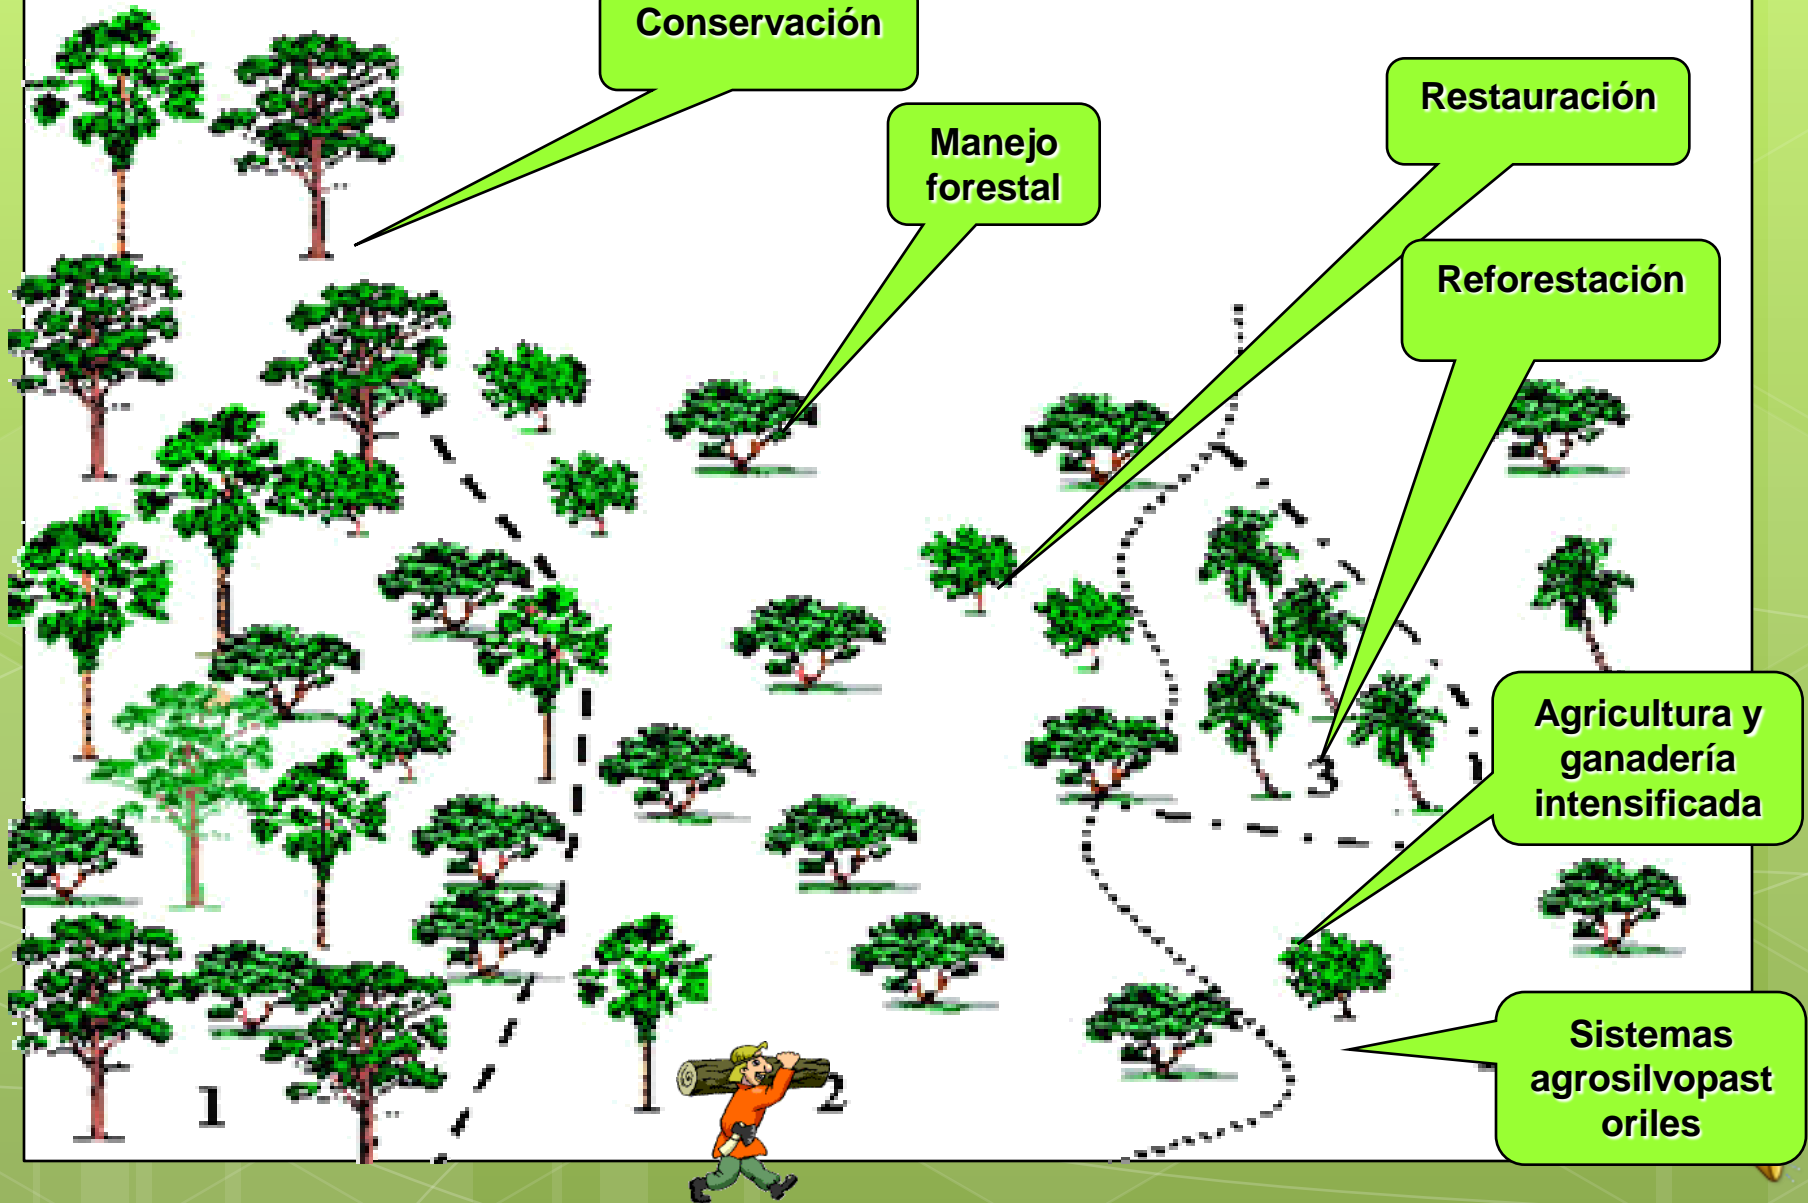 Conservación
Manejo
forestal
Restauración
Reforestación
Agricultura y
ganadería
intensificada
Sistemas
agrosilvopast
oriles
1
2
3